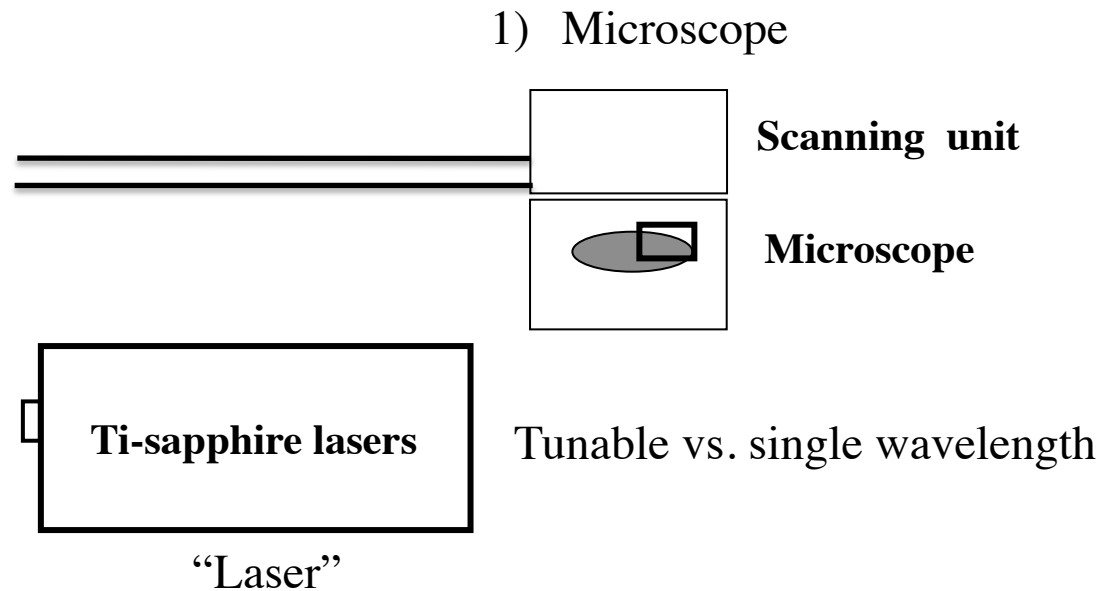 1) Microscope
Scanning unit
Microscope
Ti-sapphire lasers
Tunable vs. single wavelength
“Laser”